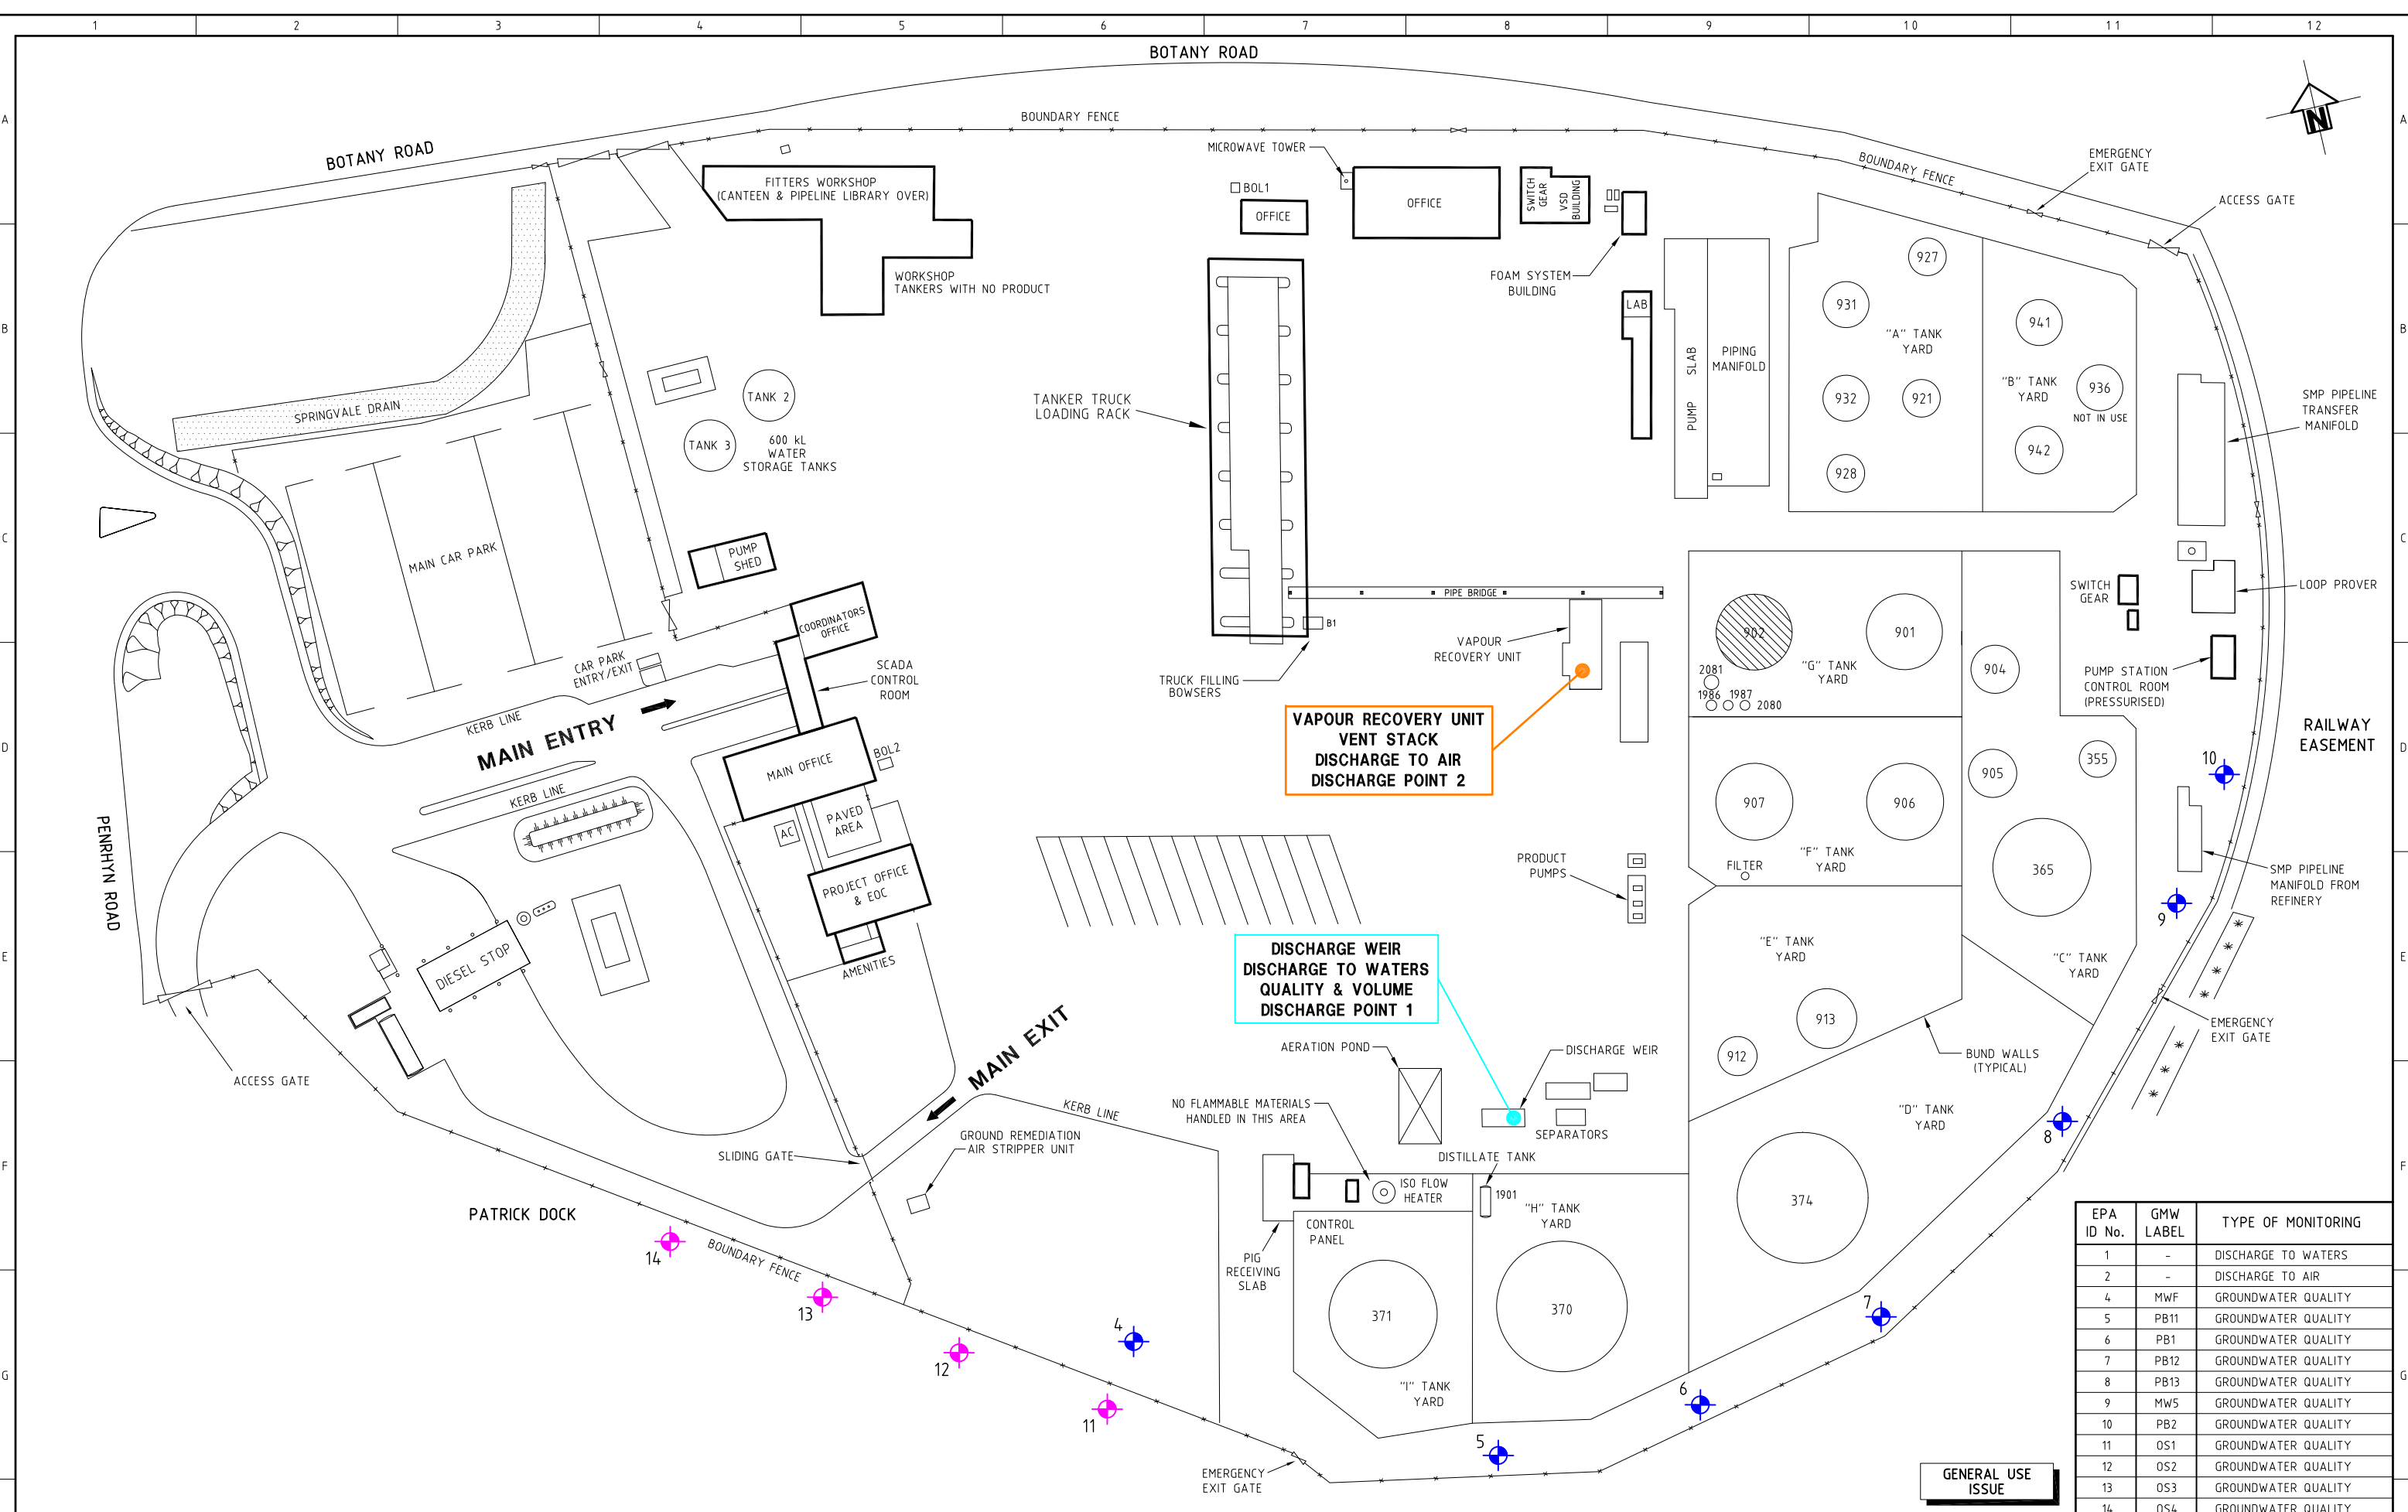 1 2 3 4 5 6 7 8 9 10 11 12
A
B
C
D
E
F
G
A
B
C
D
E
F
G
BOTANY ROAD
BOTANY ROAD
BOUNDARY FENCE
BOUNDARY FENCE
N
EMERGENCY
EXIT GATE
ACCESS GATE
FITTERS WORKSHOP
(CANTEEN & PIPELINE LIBRARY OVER)
WORKSHOP
TANKERS WITH NO PRODUCT
MICROWAVE TOWER
BOL1
OFFICE
OFFICE
SWITCH
GEAR
VSD
BUILDING
FOAM SYSTEM
BUILDING
LAB
PUMP SLAB
PIPING
MANIFOLD
927
931
"A" TANK
YARD
932
921
928
941
"B" TANK
YARD
936
NOT IN USE
942
SMP PIPELINE
TRANSFER
MANIFOLD
SPRINGVALE DRAIN
TANK 2
TANK 3
600 kL
WATER
STORAGE TANKS
TANKER TRUCK
LOADING RACK
MAIN CAR PARK
PUMP
SHED
COORDINATORS
OFFICE
CAR PARK
ENTRY/EXIT
SCADA
CONTROL
ROOM
KERB LINE
MAIN ENTRY
KERB LINE
MAIN OFFICE
BOL2
PAVED
AREA
AC
PROJECT OFFICE
& EOC
AMENITIES
PIPE BRIDGE
B1
TRUCK FILLING
BOWSERS
VAPOUR
RECOVERY UNIT
VAPOUR RECOVERY UNIT
VENT STACK
DISCHARGE TO AIR
DISCHARGE POINT 2
902
901
"G" TANK
YARD
2081
1986 1987
2080
904
SWITCH
GEAR
LOOP PROVER
PUMP STATION
CONTROL ROOM
(PRESSURISED)
RAILWAY
EASEMENT
10
905
355
907
906
"F" TANK
YARD
FILTER
365
"C" TANK
YARD
SMP PIPELINE
MANIFOLD FROM
REFINERY
9
PRODUCT
PUMPS
PENRHYN ROAD
DIESEL STOP
ACCESS GATE
DISCHARGE WEIR
DISCHARGE TO WATERS
QUALITY & VOLUME
DISCHARGE POINT 1
"E" TANK
YARD
913
912
BUND WALLS
(TYPICAL)
EMERGENCY
EXIT GATE
MAIN EXIT
KERB LINE
AERATION POND
DISCHARGE WEIR
NO FLAMMABLE MATERIALS
HANDLED IN THIS AREA
SEPARATORS
"D" TANK
YARD
8
GROUND REMEDIATION
AIR STRIPPER UNIT
SLIDING GATE
DISTILLATE TANK
ISO FLOW
HEATER
1901
"H" TANK
YARD
374
CONTROL
PANEL
PIG
RECEIVING
SLAB
PATRICK DOCK
BOUNDARY FENCE
14
13
12
11
4
371
370
"I" TANK
YARD
7
6
5
EMERGENCY
EXIT GATE
GENERAL USE
ISSUE
EPA
ID No.
GMW
LABEL
TYPE OF MONITORING
1 - DISCHARGE TO WATERS
2 - DISCHARGE TO AIR
4 MWF GROUNDWATER QUALITY
5 PB11 GROUNDWATER QUALITY
6 PB1 GROUNDWATER QUALITY
7 PB12 GROUNDWATER QUALITY
8 PB13 GROUNDWATER QUALITY
9 MW5 GROUNDWATER QUALITY
10 PB2 GROUNDWATER QUALITY
11 OS1 GROUNDWATER QUALITY
12 OS2 GROUNDWATER QUALITY
13 OS3 GROUNDWATER QUALITY
14 OS4 GROUNDWATER QUALITY